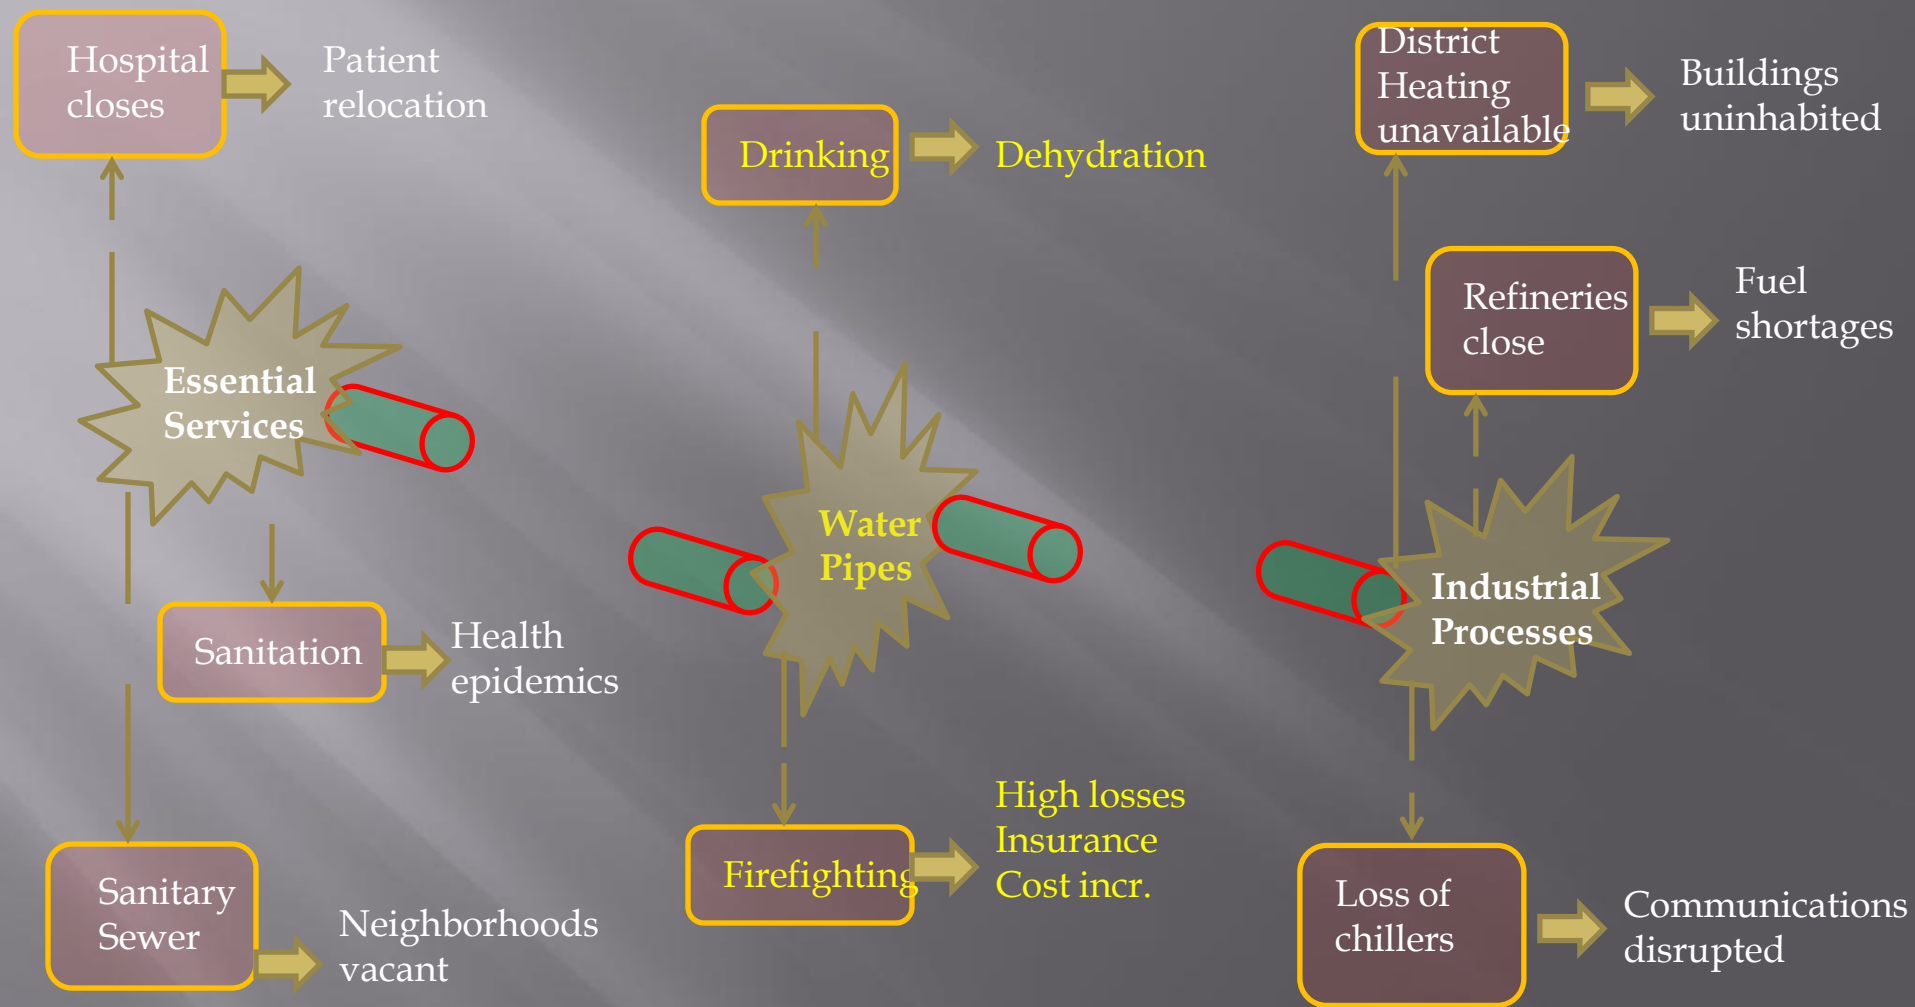 Hospital
closes
Patient
relocation
Essential
Services
Sanitation
Health
epidemics
Sanitary
Sewer
Neighborhoods
vacant
Drinking
Dehydration
Water
Pipes
Firefighting
High losses
Insurance
Cost incr.
District
Heating
unavailable
Buildings
uninhabited
Refineries
close
Fuel
shortages
Industrial
Processes
Loss of
chillers
Communications
disrupted